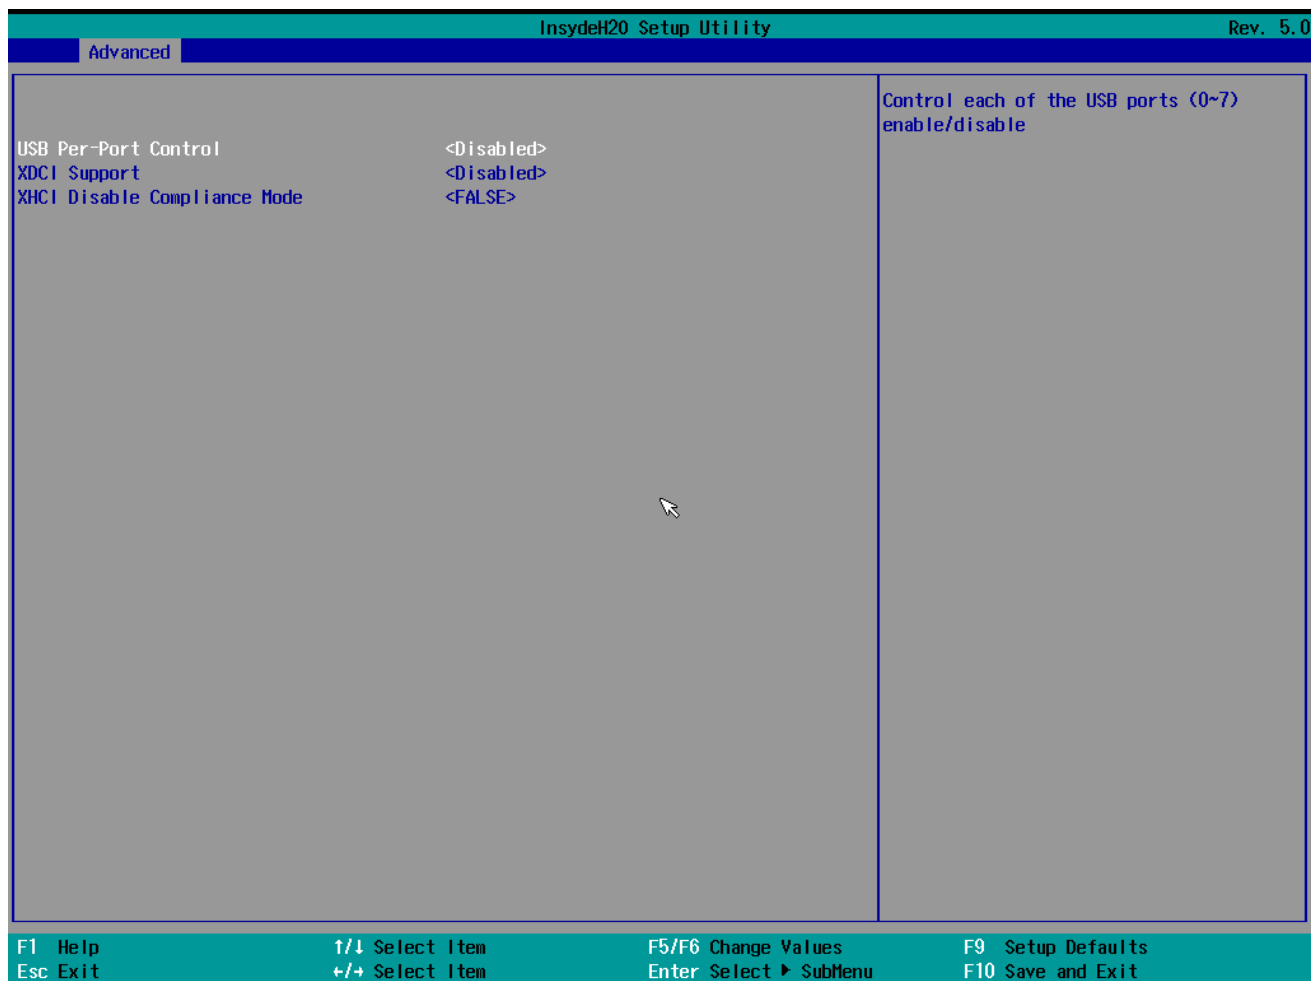 InsydeH2O Setup Utility Rev. 5.0
Advanced
Control each of the USB ports (0~7)
enable/disable
USB Per-Port Control <Disabled>
XDCI Support <Disabled>
XHCI Disable Compliance Mode <FALSE>
F1 Help ↑/↓ Select Item F5/F6 Change Values F9 Setup Defaults
Esc Exit ←/→ Select Item Enter Select ▶ SubMenu F10 Save and Exit